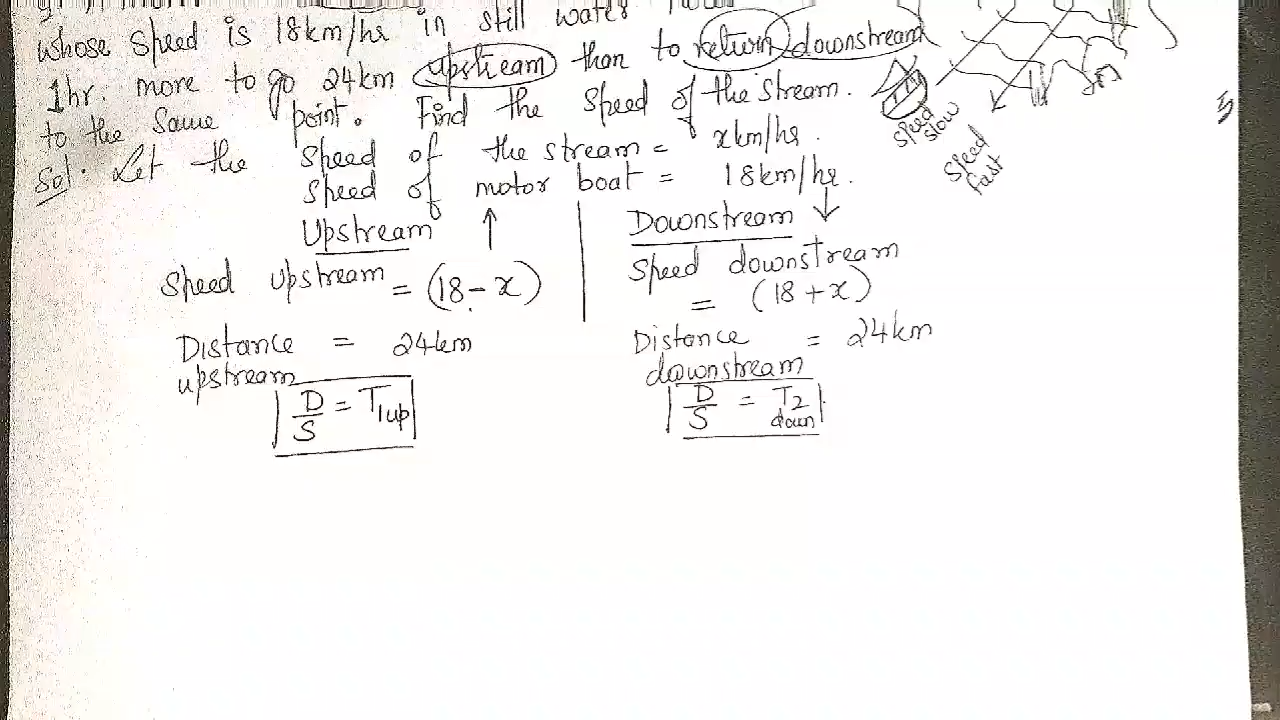 whose speed is 18km/hr in still water
1hr more to go 24km upstream than to return downstream
to the same point. Find the speed of the stream.
Sol. Let the speed of the stream = xkm/hr.
speed of motor boat = 18km/hr.
Upstream
Speed upstream
= (18 - x)
Distance = 24km
upstream
D/S = T1up
Downstream
Speed downstream
= (18 + x)
Distance = 24km
downstream
D/S = T2 down
speed slow
speed fast